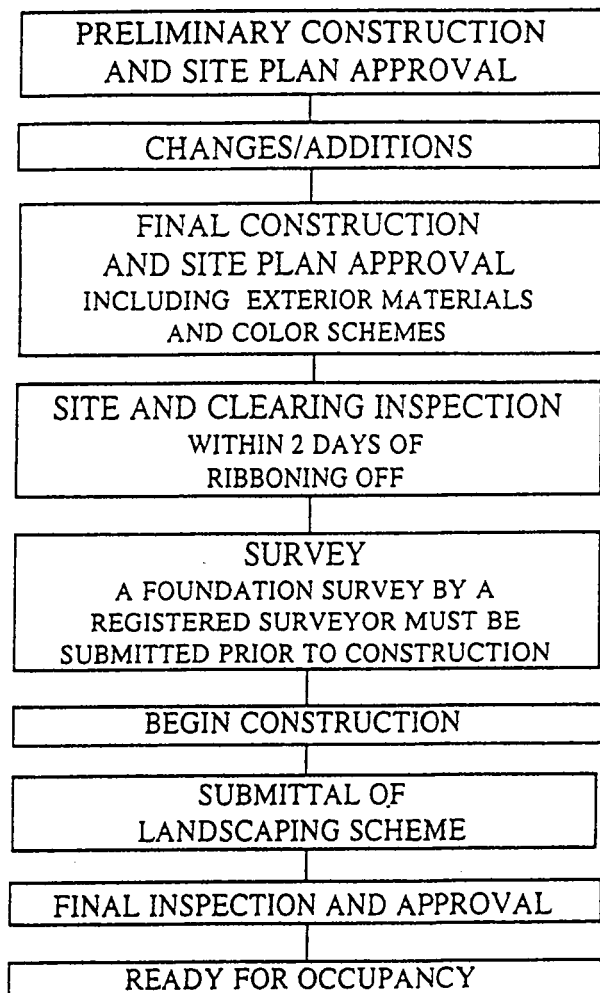 PRELIMINARY CONSTRUCTION
AND SITE PLAN APPROVAL
CHANGES/ADDITIONS
FINAL CONSTRUCTION
AND SITE PLAN APPROVAL
INCLUDING EXTERIOR MATERIALS
AND COLOR SCHEMES
SITE AND CLEARING INSPECTION
WITHIN 2 DAYS OF
RIBBONING OFF
SURVEY
A FOUNDATION SURVEY BY A
REGISTERED SURVEYOR MUST BE
SUBMITTED PRIOR TO CONSTRUCTION
BEGIN CONSTRUCTION
SUBMITTAL OF
LANDSCAPING SCHEME
FINAL INSPECTION AND APPROVAL
READY FOR OCCUPANCY